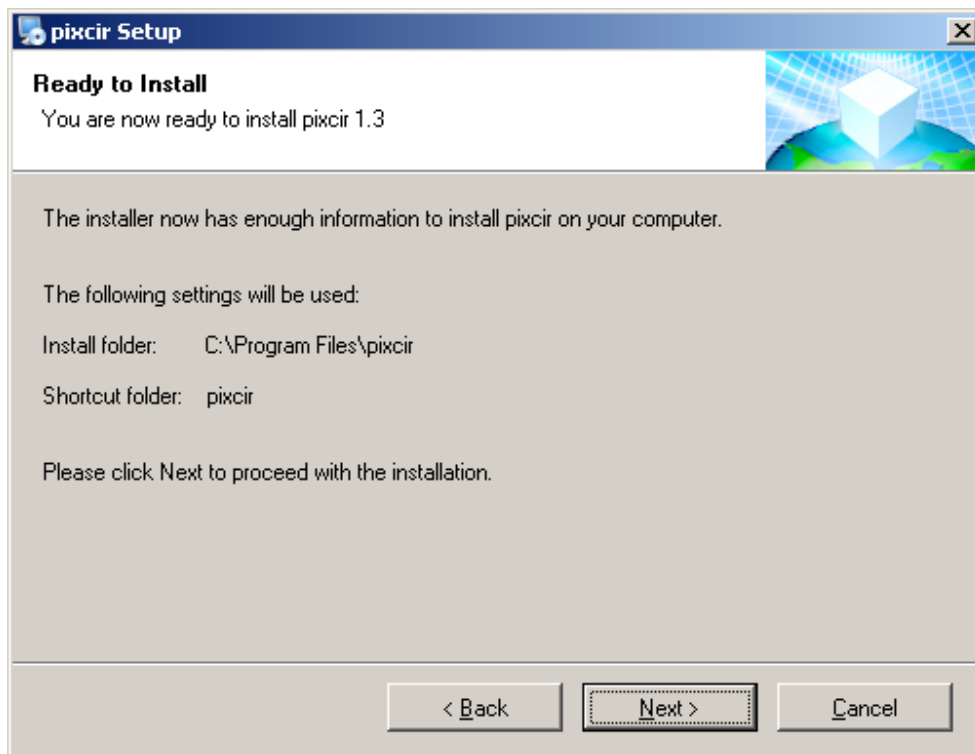 pixcir Setup
Ready to Install
You are now ready to install pixcir 1.3
The installer now has enough information to install pixcir on your computer.
The following settings will be used:
Install folder: C:\Program Files\pixcir
Shortcut folder: pixcir
Please click Next to proceed with the installation.
< Back Next > Cancel